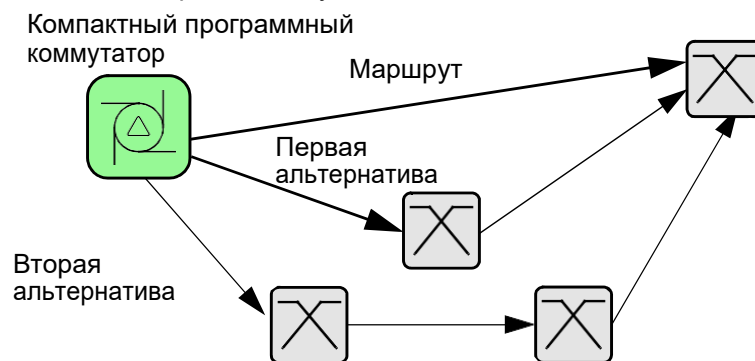 Компактный программный
коммутатор
Маршрут
Первая
альтернатива
Вторая
альтернатива